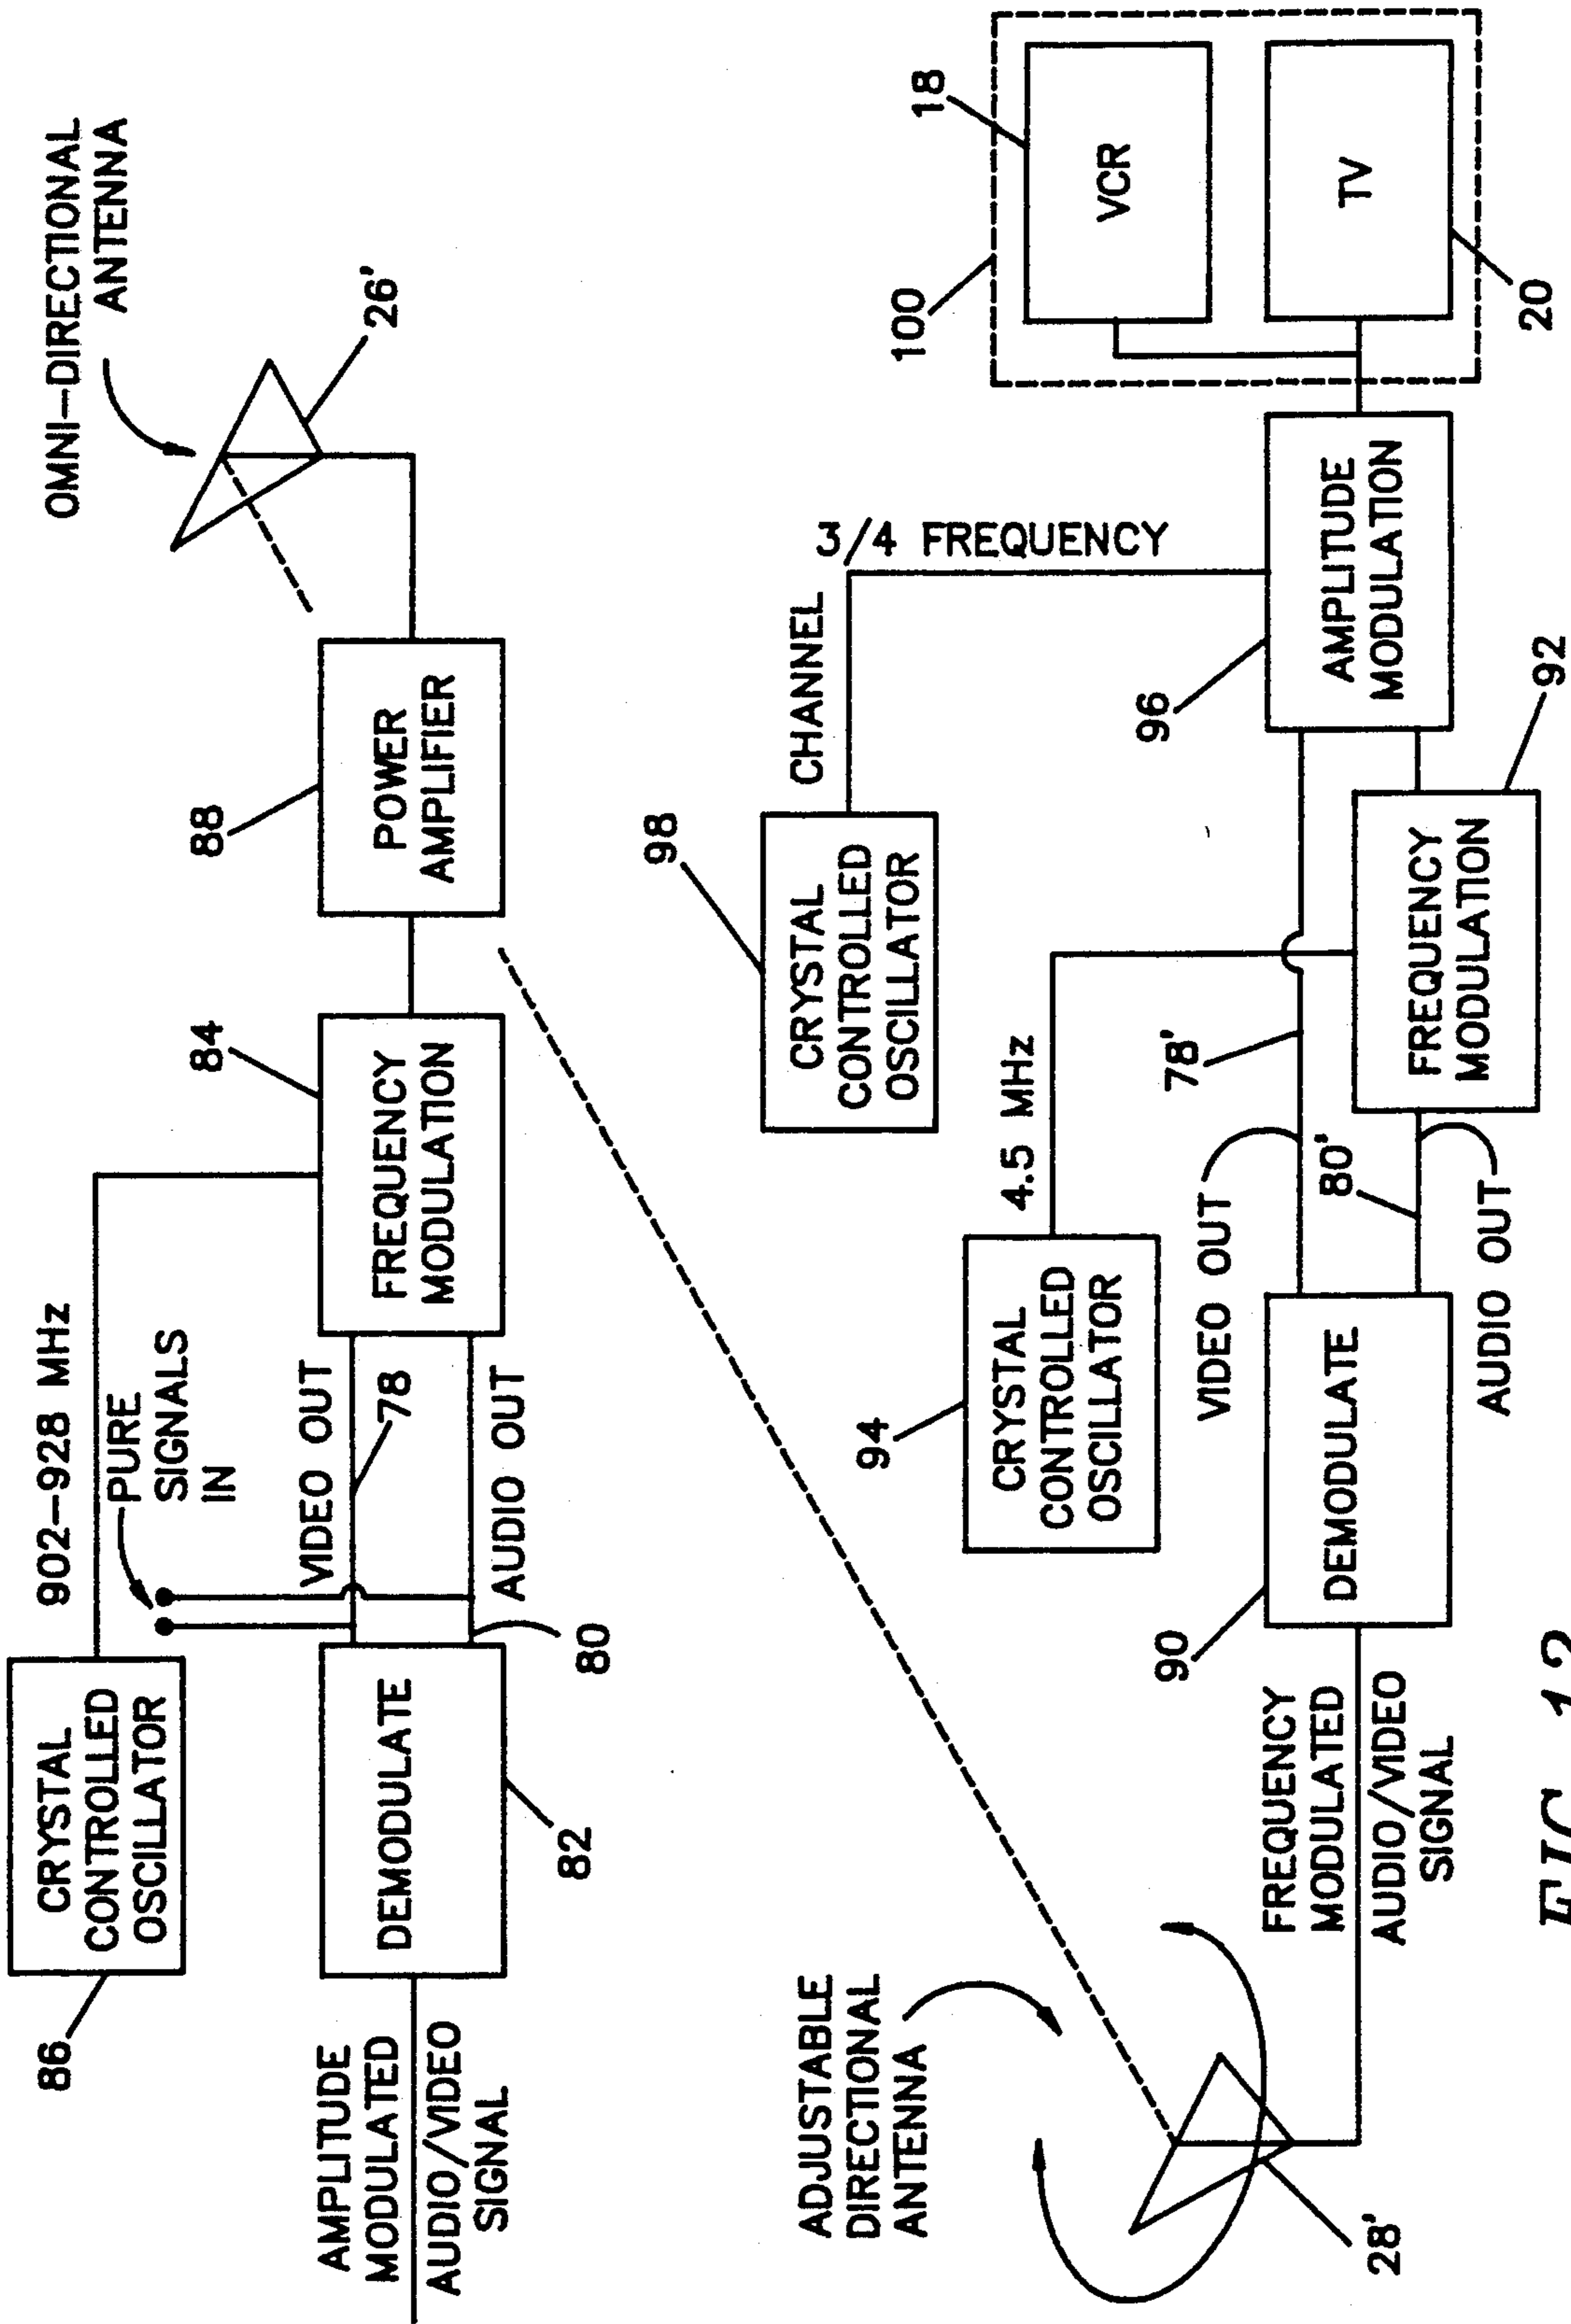 86
CRYSTAL
CONTROLLED
OSCILLATOR
902–928 MHz
PURE
SIGNALS
IN
AMPLITUDE
MODULATED
AUDIO/VIDEO
SIGNAL
DEMODULATE
82
VIDEO OUT
78
AUDIO OUT
80
84
FREQUENCY
MODULATION
88
POWER
AMPLIFIER
OMNI–DIRECTIONAL
ANTENNA
26'
ADJUSTABLE
DIRECTIONAL
ANTENNA
28'
FREQUENCY
MODULATED
AUDIO/VIDEO
SIGNAL
90
DEMODULATE
94
CRYSTAL
CONTROLLED
OSCILLATOR
4.5 MHz
VIDEO OUT
78'
80'
AUDIO OUT
98
CRYSTAL
CONTROLLED
OSCILLATOR
CHANNEL 3/4 FREQUENCY
FREQUENCY
MODULATION
92
96
AMPLITUDE
MODULATION
100
18
VCR
TV
20